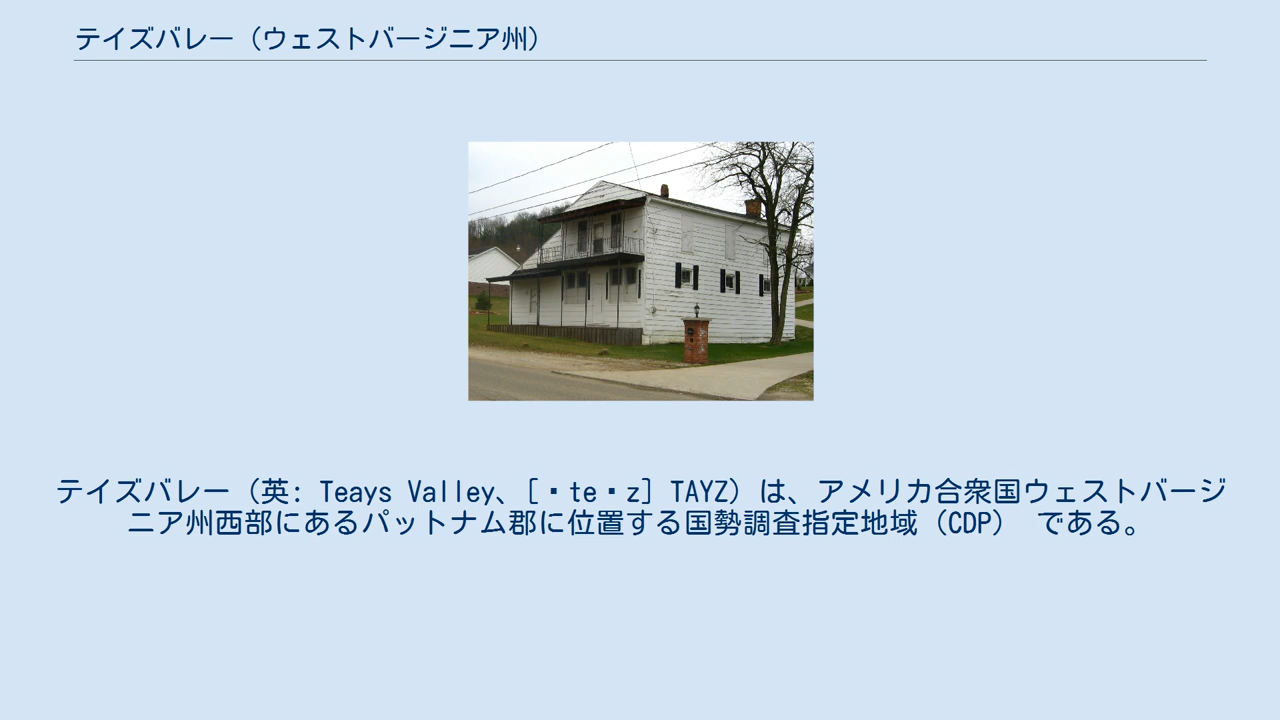 テイズバレー（ウェストバージニア州）
テイズバレー（英: Teays Valley、[･te･z] TAYZ）は、アメリカ合衆国ウェストバージ
ニア州西部にあるパットナム郡に位置する国勢調査指定地域（CDP） である。